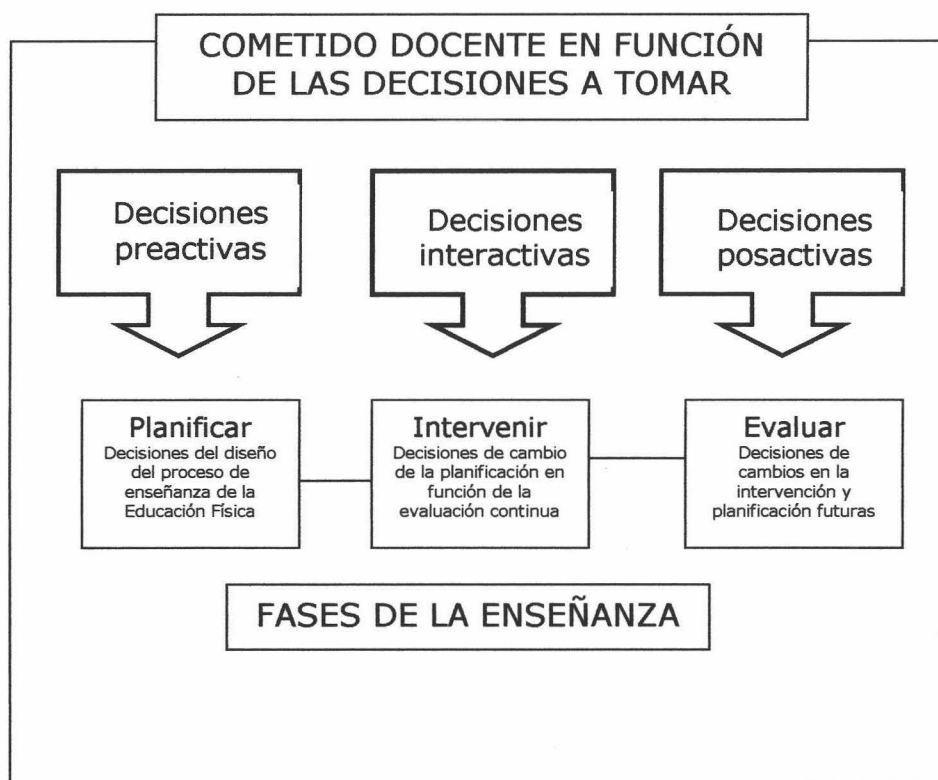 COMETIDO DOCENTE EN FUNCIÓN
DE LAS DECISIONES A TOMAR
Decisiones
preactivas
Decisiones
interactivas
Decisiones
posactivas
Planificar
Decisiones del diseño
del proceso de
enseñanza de la
Educación Física
Intervenir
Decisiones de cambio
de la planificación en
función de la
evaluación continua
Evaluar
Decisiones de
cambios en la
intervención y
planificación futuras
FASES DE LA ENSEÑANZA